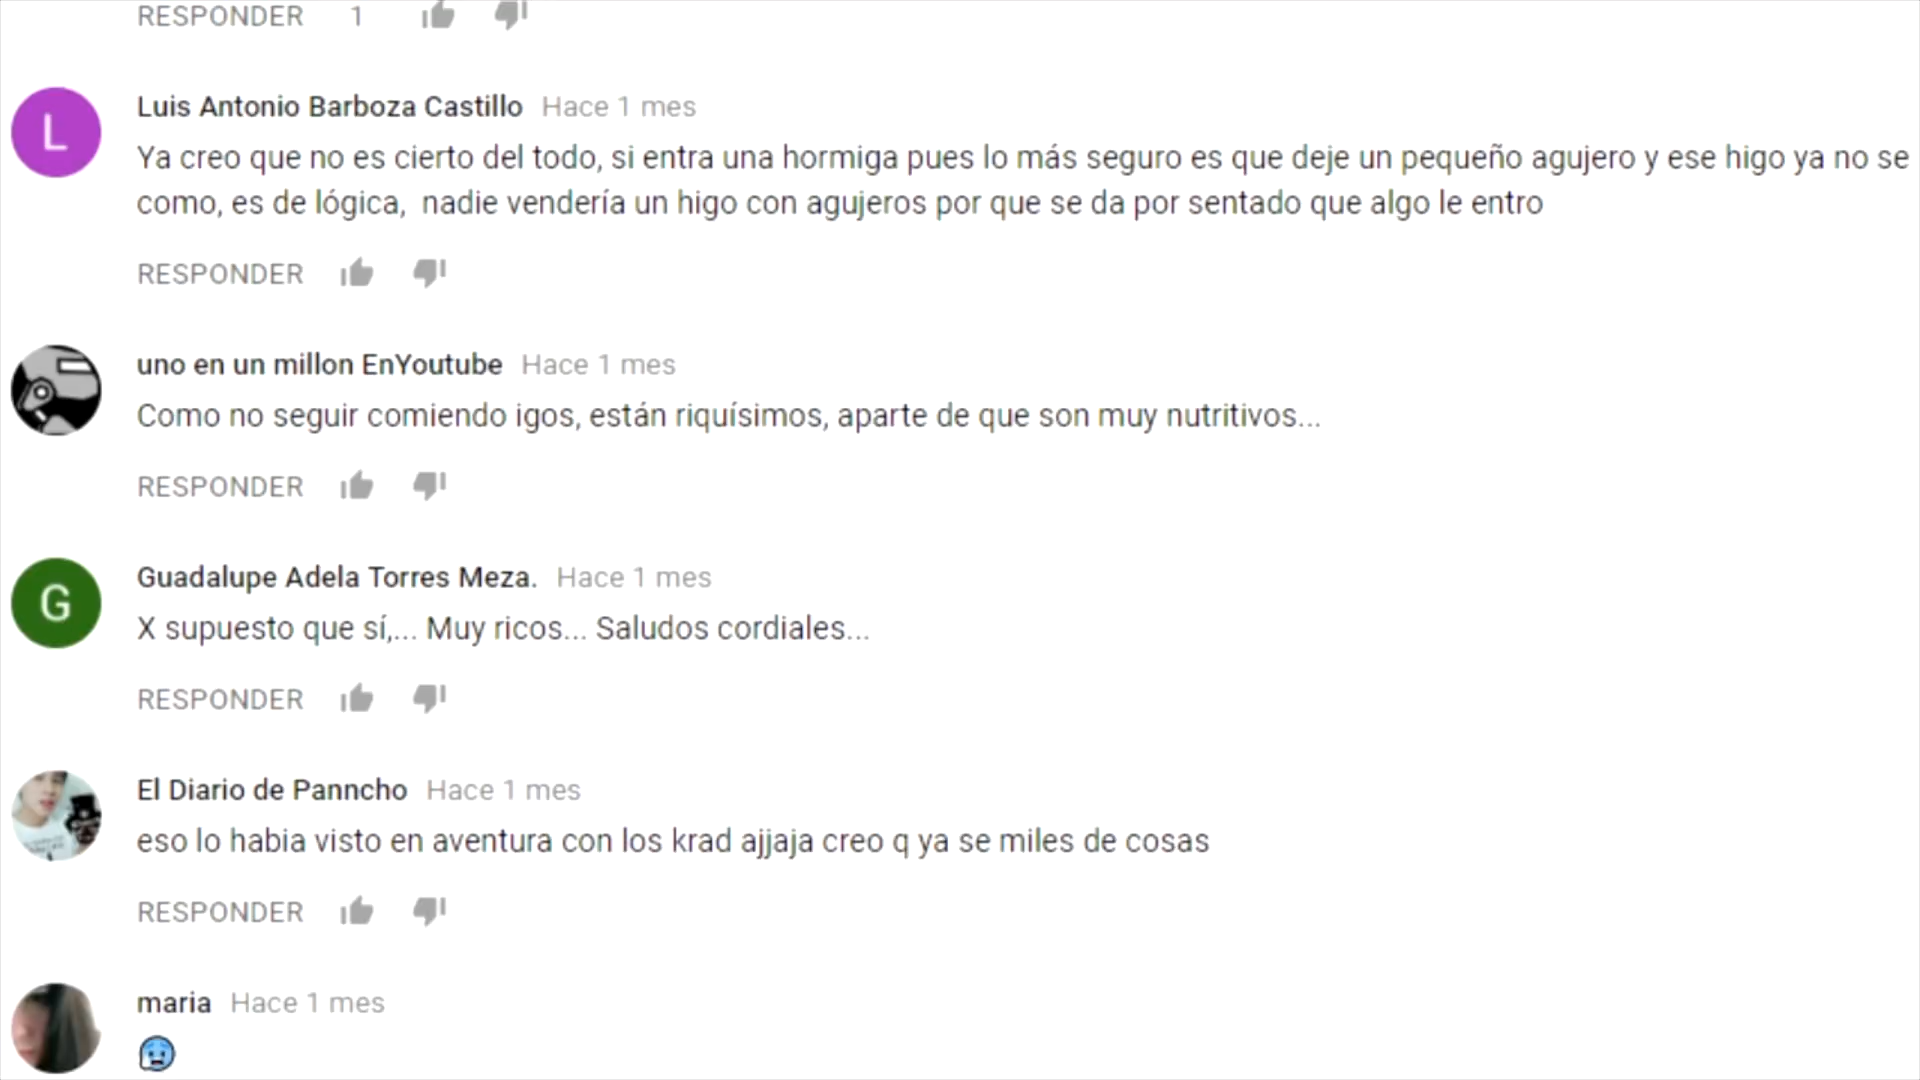 RESPONDER 1
Luis Antonio Barboza Castillo Hace 1 mes
Ya creo que no es cierto del todo, si entra una hormiga pues lo más seguro es que deje un pequeño agujero y ese higo ya no se
como, es de lógica, nadie vendería un higo con agujeros por que se da por sentado que algo le entro
RESPONDER
uno en un millon EnYoutube Hace 1 mes
Como no seguir comiendo igos, están riquísimos, aparte de que son muy nutritivos...
RESPONDER
Guadalupe Adela Torres Meza. Hace 1 mes
X supuesto que sí,... Muy ricos... Saludos cordiales...
RESPONDER
El Diario de Panncho Hace 1 mes
eso lo habia visto en aventura con los krad ajjaja creo q ya se miles de cosas
RESPONDER
maria Hace 1 mes